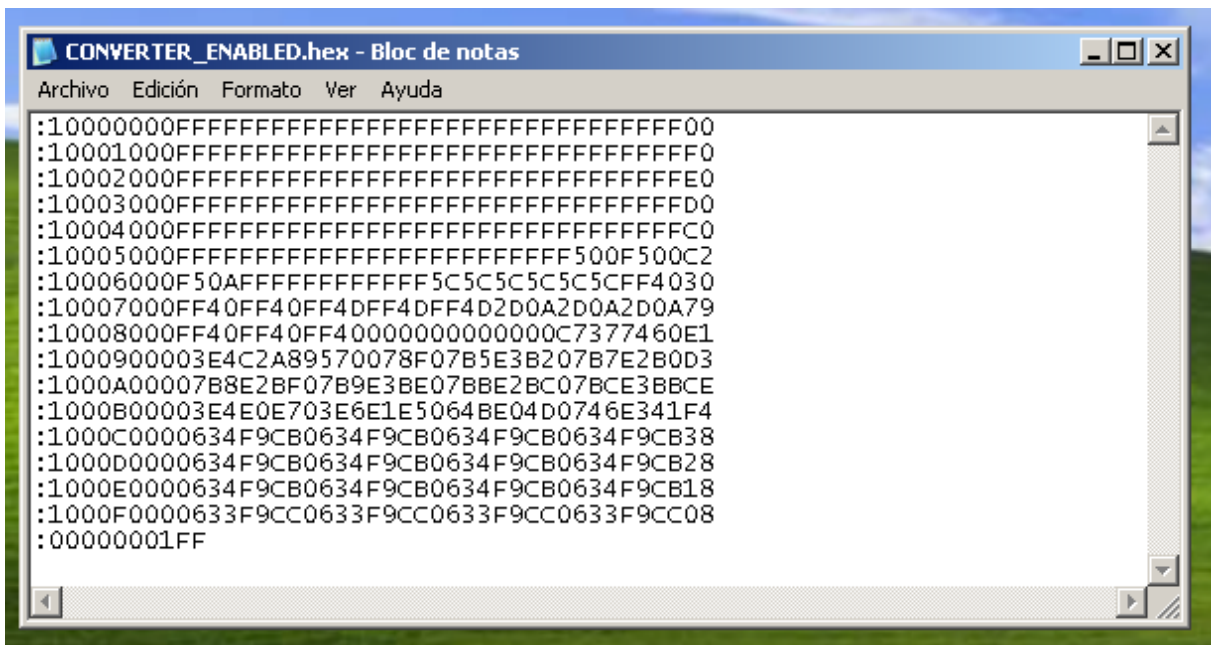 CONVERTER_ENABLED.hex - Bloc de notas
Archivo Edición Formato Ver Ayuda
:10000000FFFFFFFFFFFFFFFFFFFFFFFFFFFFFFFF00
:10001000FFFFFFFFFFFFFFFFFFFFFFFFFFFFFFFFF0
:10002000FFFFFFFFFFFFFFFFFFFFFFFFFFFFFFFFE0
:10003000FFFFFFFFFFFFFFFFFFFFFFFFFFFFFFFFD0
:10004000FFFFFFFFFFFFFFFFFFFFFFFFFFFFFFFFC0
:10005000FFFFFFFFFFFFFFFFFFFFFFFFF500F500C2
:10006000F50AFFFFFFFFFFFF5C5C5C5C5C5CFF4030
:10007000FF40FF40FF4DFF4DFF4D2D0A2D0A2D0A79
:10008000FF40FF40FF40000000000000C7377460E1
:1000900003E4C2A89570078F07B5E3B207B7E2B0D3
:1000A00007B8E2BF07B9E3BE07BBE2BC07BCE3BBCE
:1000B00003E4E0E703E6E1E5064BE04D0746E341F4
:1000C0000634F9CB0634F9CB0634F9CB0634F9CB38
:1000D0000634F9CB0634F9CB0634F9CB0634F9CB28
:1000E0000634F9CB0634F9CB0634F9CB0634F9CB18
:1000F0000633F9CC0633F9CC0633F9CC0633F9CC08
:00000001FF